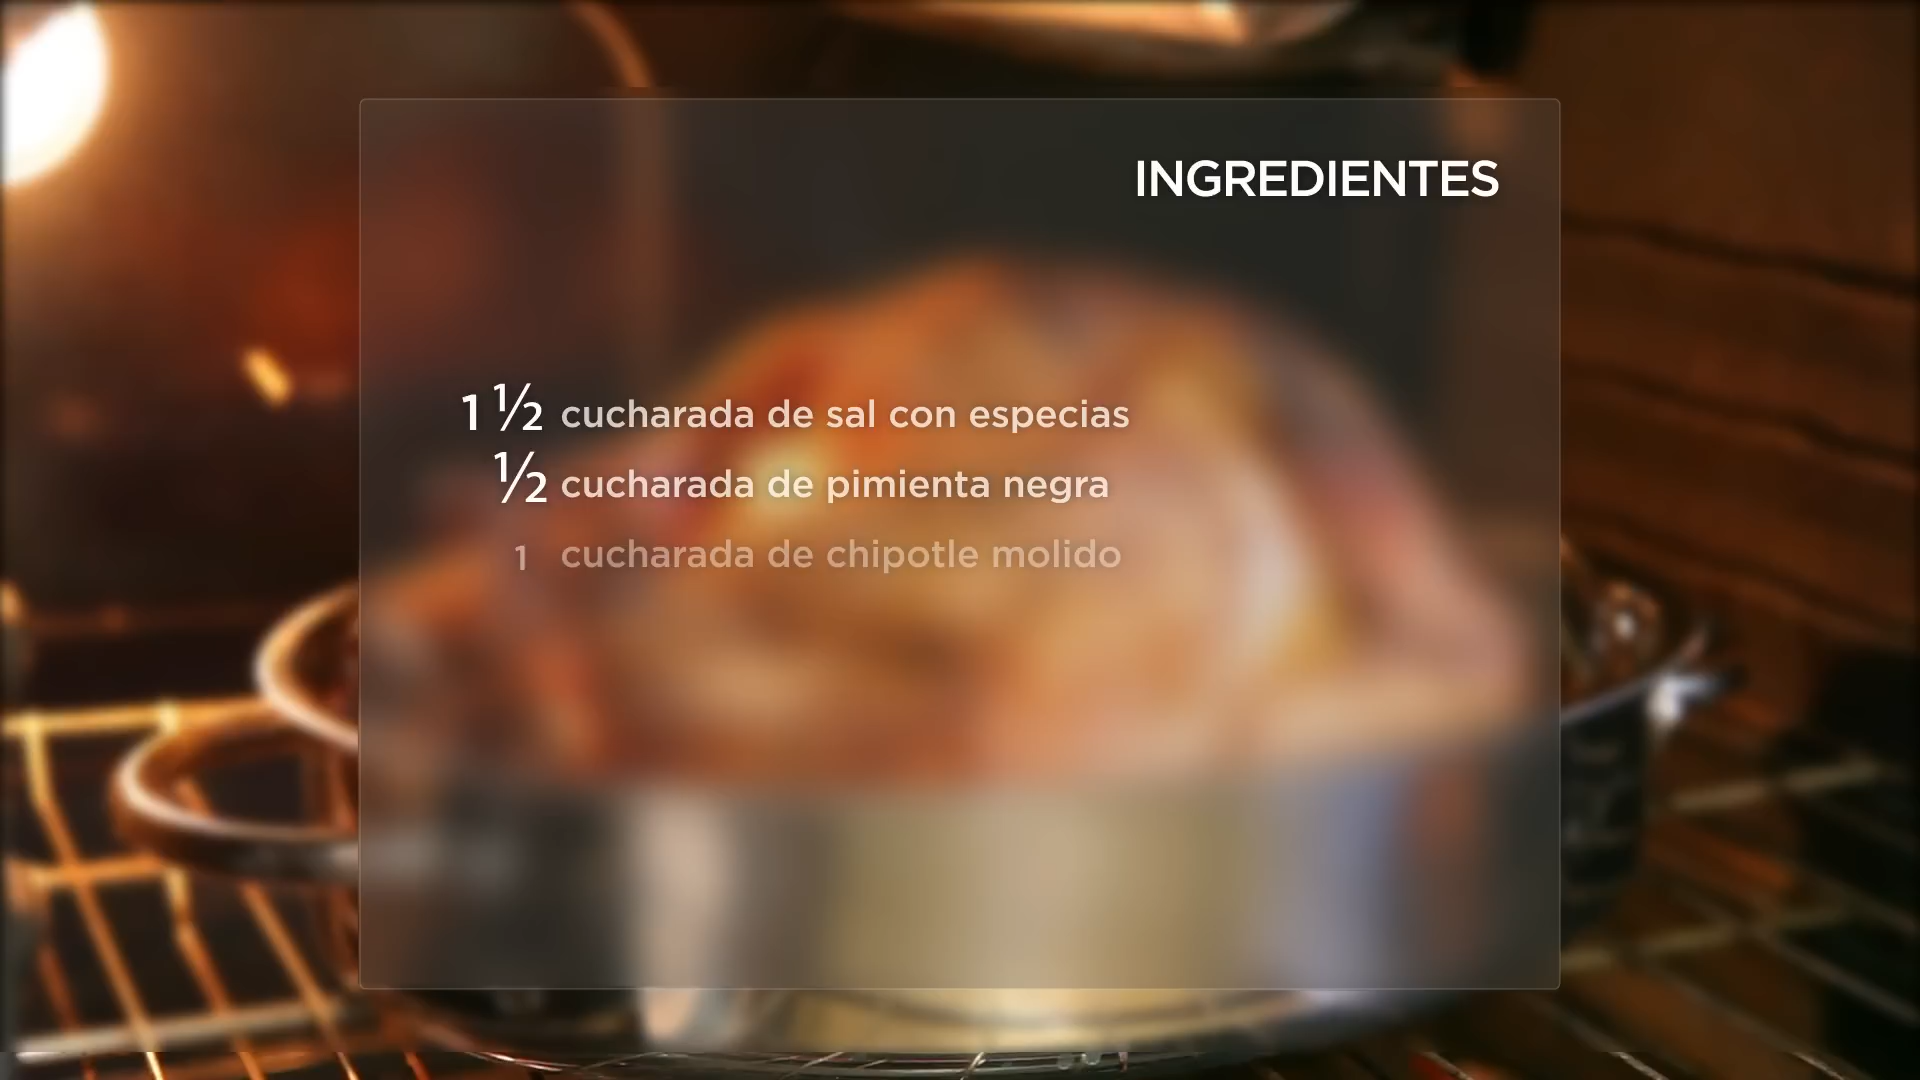 INGREDIENTES
1 ½ cucharada de sal con especias
½ cucharada de pimienta negra
1 cucharada de chipotle molido